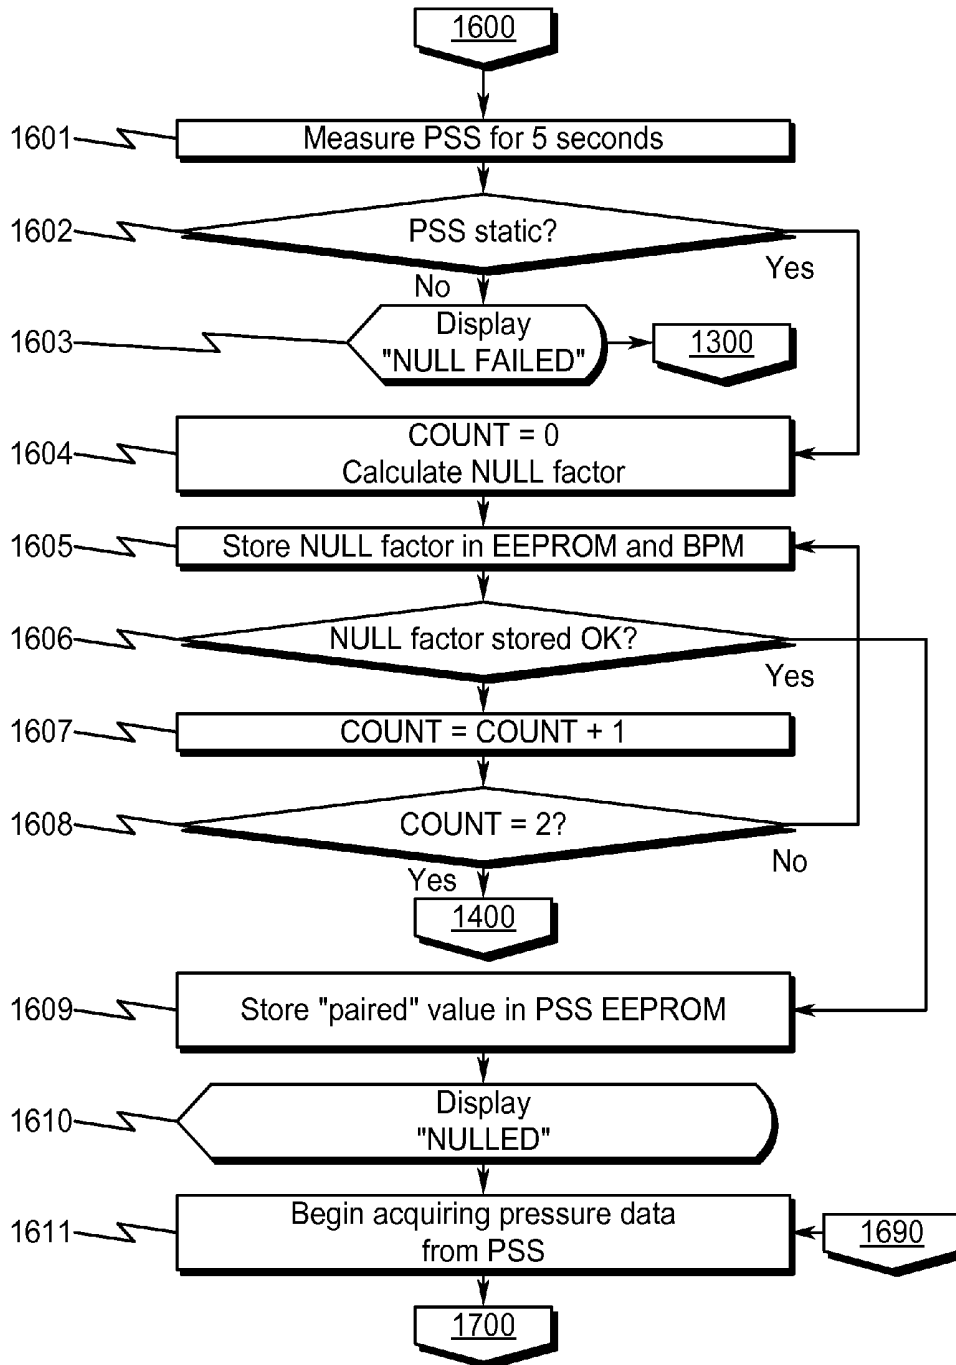 1600
1601
Measure PSS for 5 seconds
1602
PSS static?
Yes
No
1603
Display
"NULL FAILED"
1300
1604
COUNT = 0
Calculate NULL factor
1605
Store NULL factor in EEPROM and BPM
1606
NULL factor stored OK?
Yes
1607
COUNT = COUNT + 1
1608
COUNT = 2?
No
Yes
1400
1609
Store "paired" value in PSS EEPROM
1610
Display
"NULLED"
1611
Begin acquiring pressure data
from PSS
1690
1700